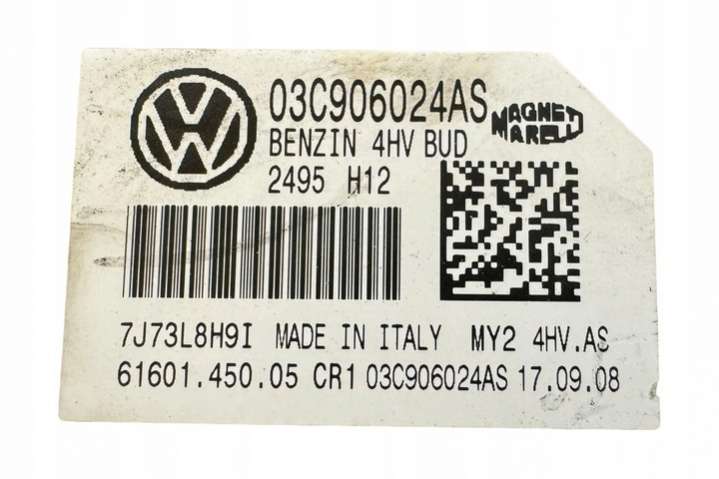 03C906024AS
MAGNETI
MARELLI
BENZIN 4HV BUD
2495 H12
7J73L8H9I MADE IN ITALY MY2 4HV.AS
61601.450.05 CR1 03C906024AS 17.09.08